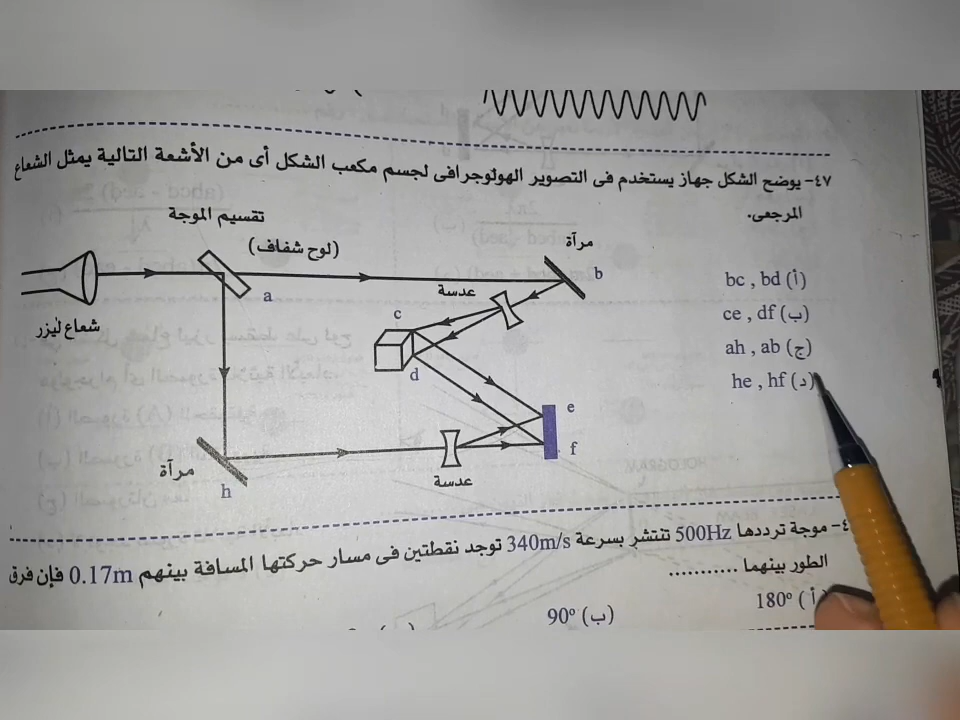 ٤٧- يوضح الشكل جهاز يستخدم فى التصوير الهولوجرافى لجسم مكعب الشكل أى من الأشعة التالية يمثل الشعاع
المرجعى.
تقسيم الموجة
(لوح شفاف)
مرآة
a
b
عدسة
شعاع ليزر
c
d
e
f
مرآة
h
عدسة
(أ) bc , bd
(ب) ce , df
(ج) ah , ab
(د) he , hf
موجة ترددها 500Hz تنتشر بسرعة 340m/s توجد نقطتين فى مسار حركتها المسافة بينهم 0.17m فإن فرق
الطور بينهما ...........
(أ) 180°
(ب) 90°